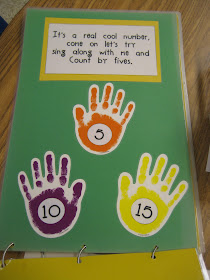 It's a real cool number,
come on let's try
sing along with me and
Count by fives.
5
10
15